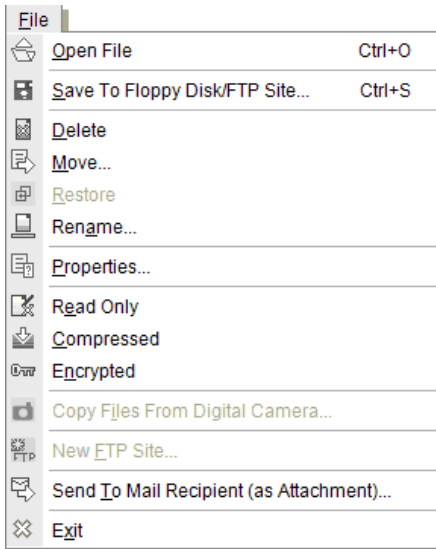 File
Open File Ctrl+O
Save To Floppy Disk/FTP Site... Ctrl+S
Delete
Move...
Restore
Rename...
Properties...
Read Only
Compressed
Encrypted
Copy Files From Digital Camera...
FTP New FTP Site...
Send To Mail Recipient (as Attachment)...
Exit